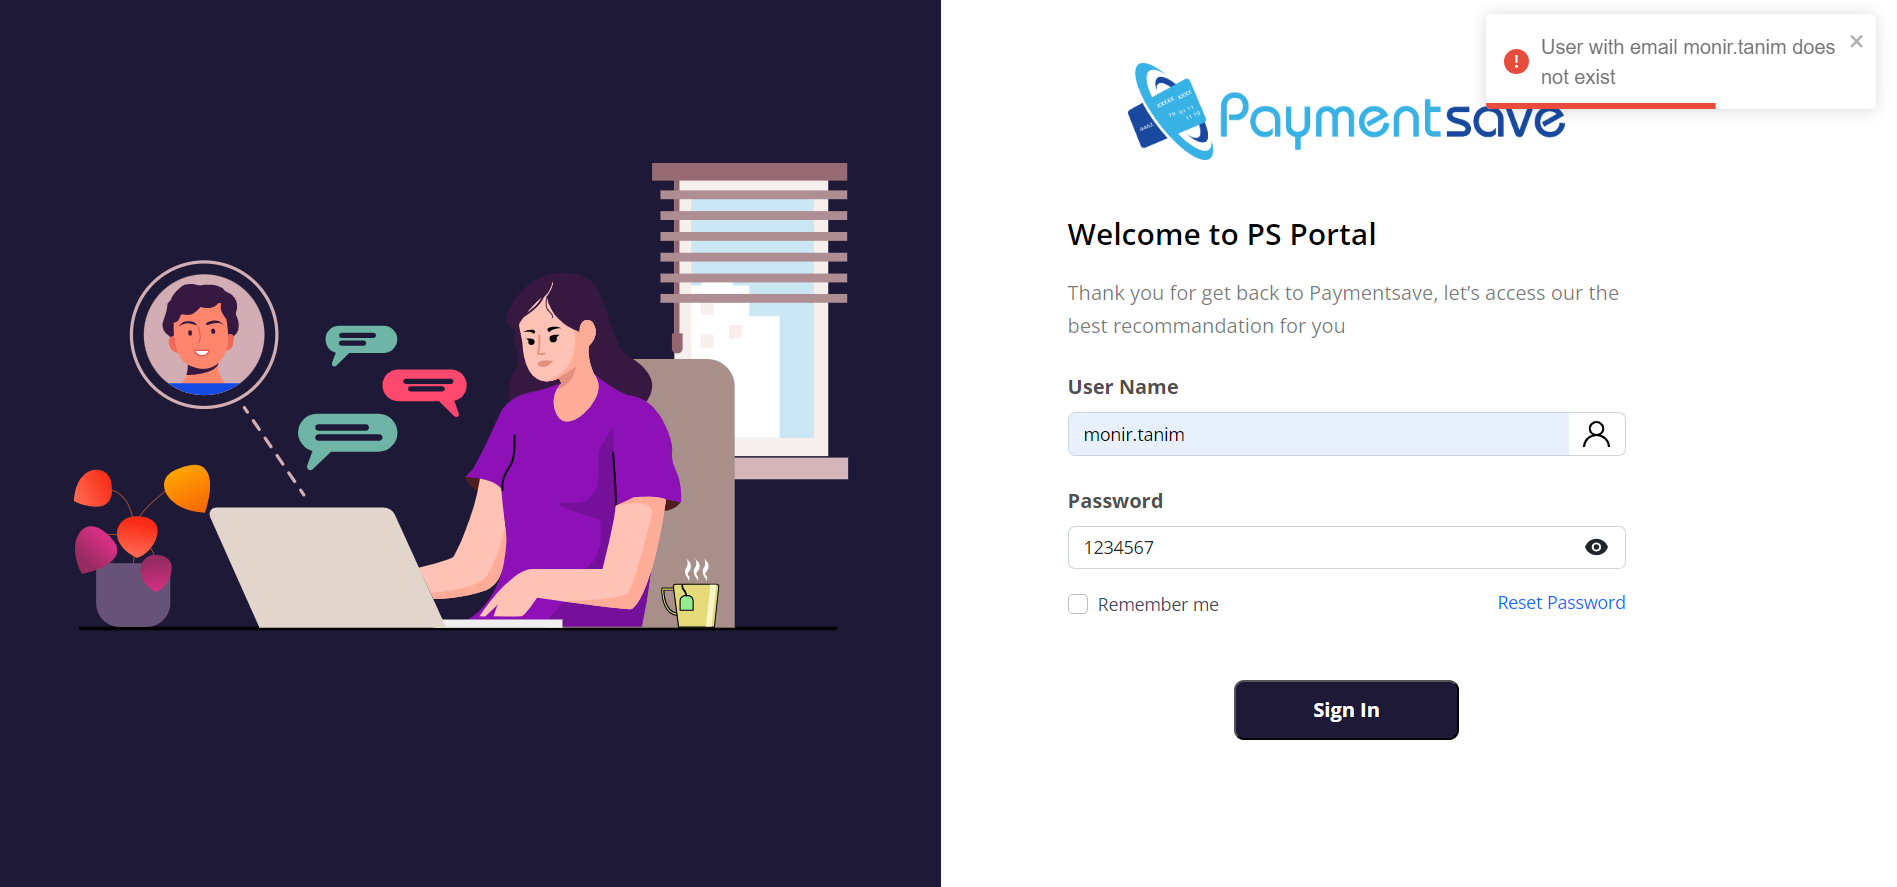 User with email monir.tanim does
not exist
Paymentsave
Welcome to PS Portal
Thank you for get back to Paymentsave, let’s access our the
best recommandation for you
User Name
monir.tanim
Password
1234567
Remember me
Reset Password
Sign In